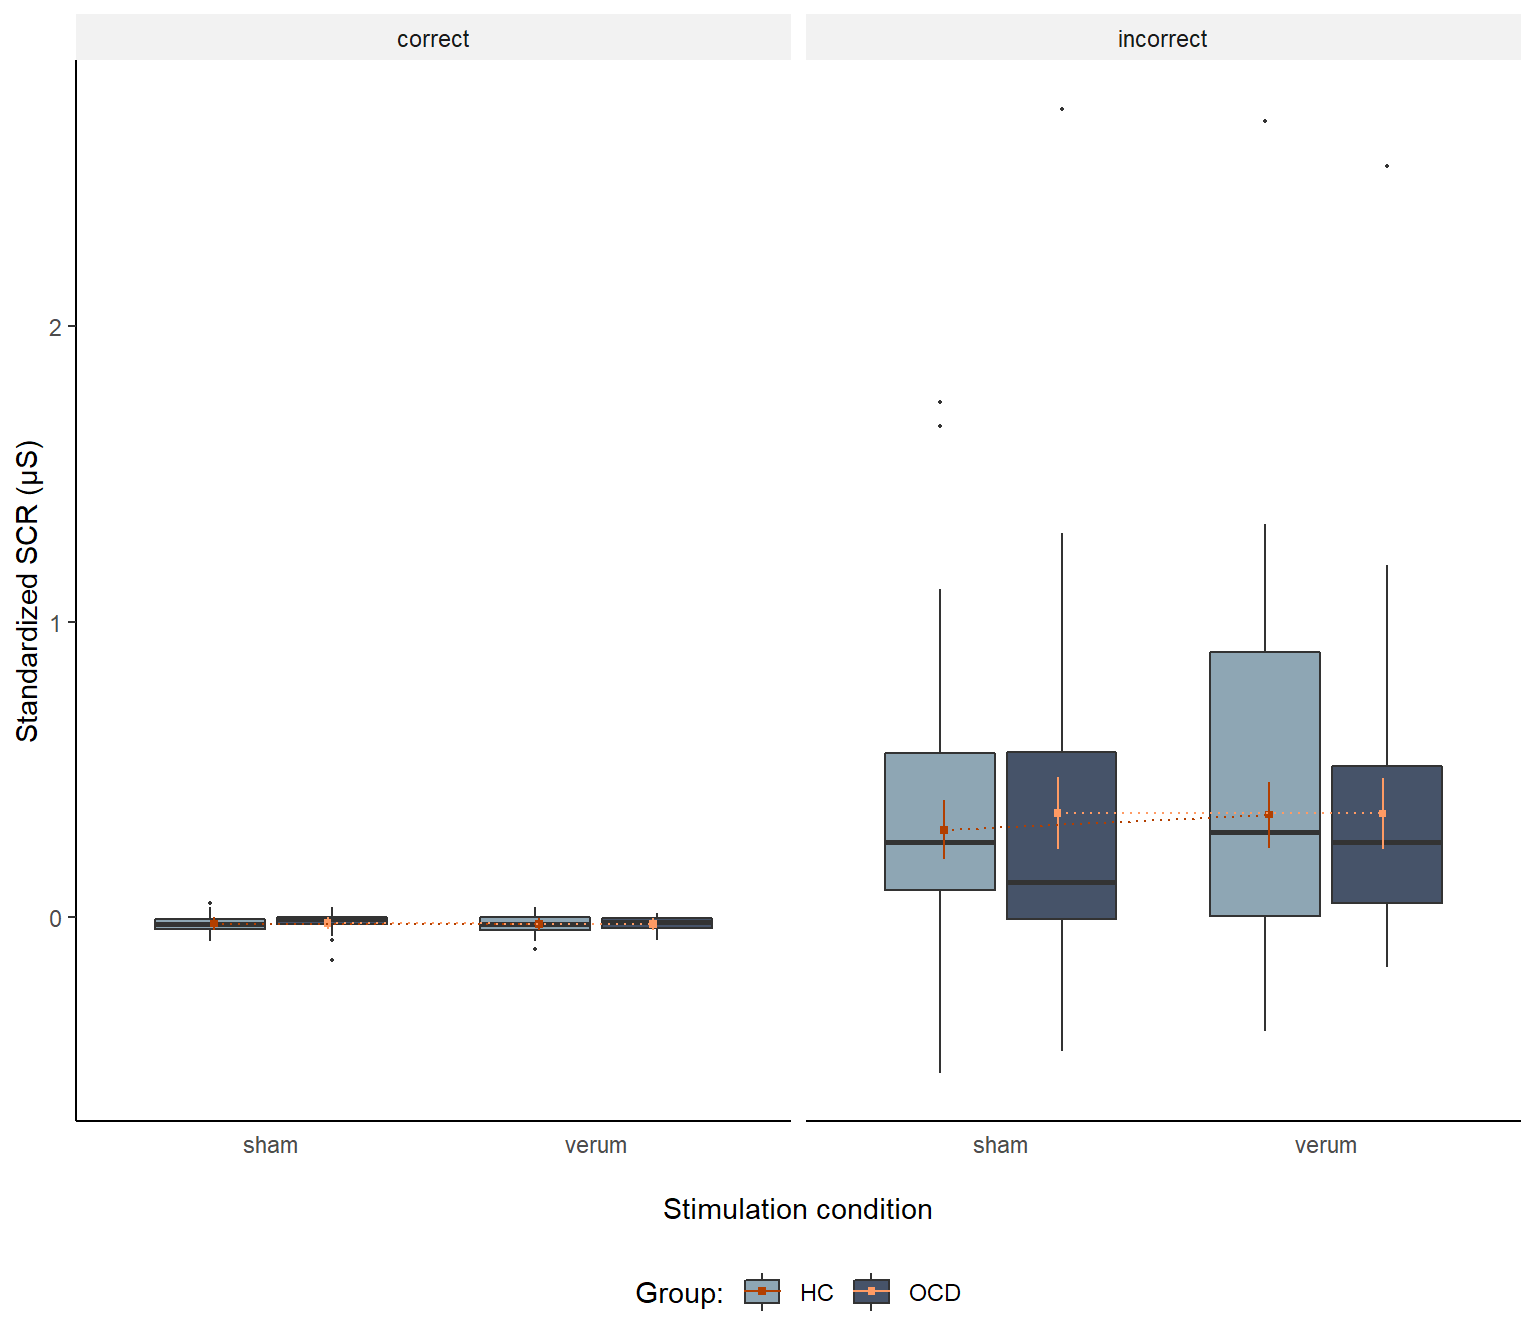 correct
incorrect
Standardized SCR (µS)
2
1
0
sham
verum
sham
verum
Stimulation condition
Group: HC OCD